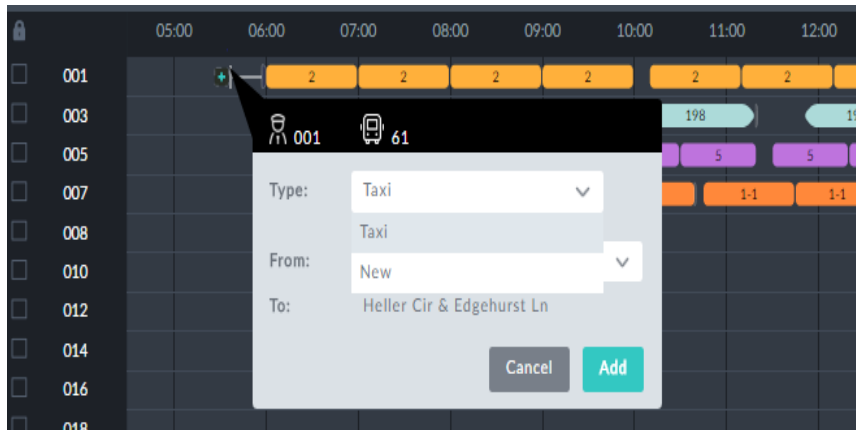 05:00 06:00 07:00 08:00 09:00 10:00 11:00 12:00
001 2 2 2 2 2 2
003 198
005 5 5
007 1-1 1-1
008
010
012
014
016
018
001 61
Type: Taxi
Taxi
From: New
To: Heller Cir & Edgehurst Ln
Cancel Add